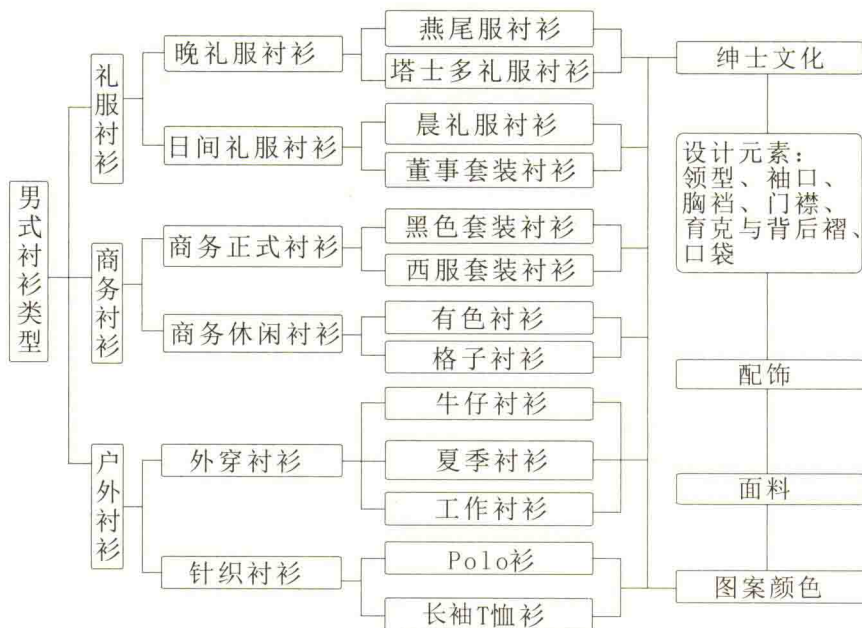 男式衬衫类型
礼服衬衫
商务衬衫
户外衬衫
晚礼服衬衫
日间礼服衬衫
商务正式衬衫
商务休闲衬衫
外穿衬衫
针织衬衫
燕尾服衬衫
塔士多礼服衬衫
晨礼服衬衫
董事套装衬衫
黑色套装衬衫
西服套装衬衫
有色衬衫
格子衬衫
牛仔衬衫
夏季衬衫
工作衬衫
Polo衫
长袖T恤衫
绅士文化
设计元素：
领型、袖口、
胸裆、门襟、
育克与背后褶、
口袋
配饰
面料
图案颜色